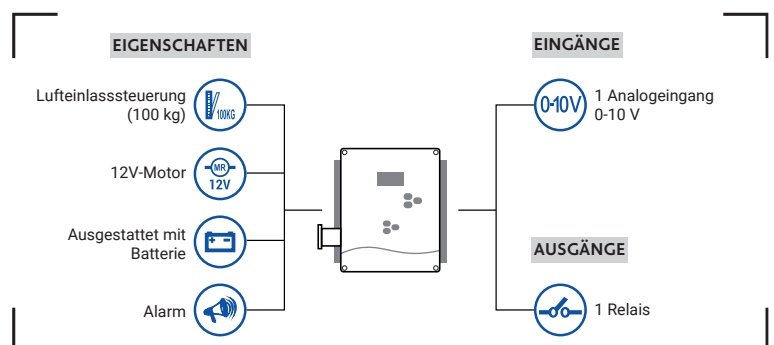 EIGENSCHAFTEN
Lufteinlasssteuerung
(100 kg)
100KG
12V-Motor
MR
12V
Ausgestattet mit
Batterie
Alarm
EINGÄNGE
0-10V
1 Analogeingang
0-10 V
AUSGÄNGE
1 Relais